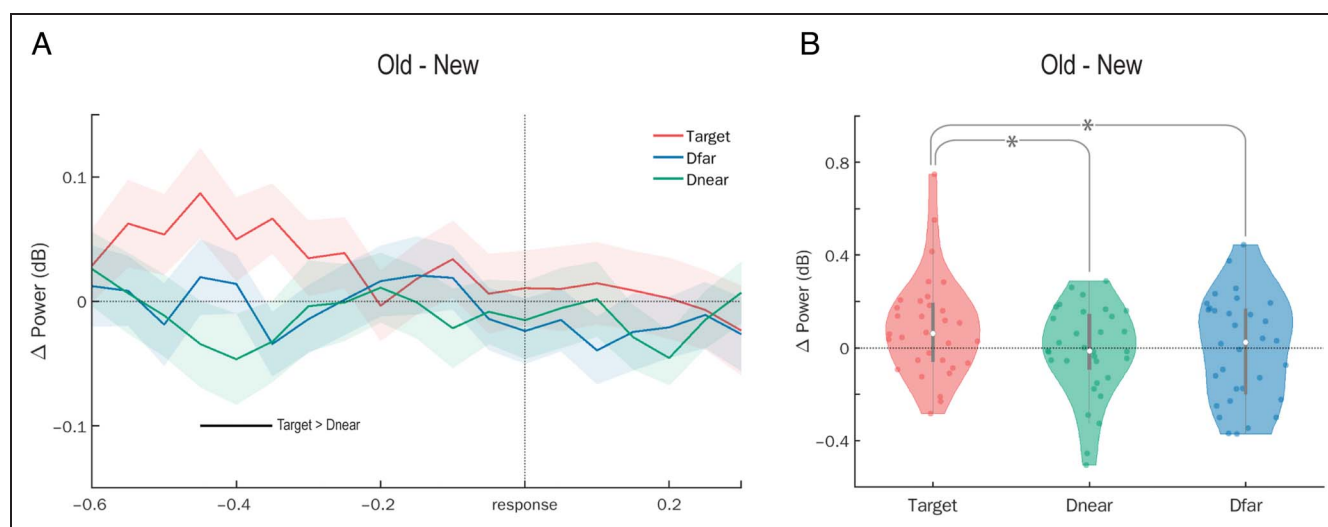 A
Old - New
Target
Dfar
Dnear
Δ Power (dB)
0.1
0
−0.1
Target > Dnear
−0.6
−0.4
−0.2
response
0.2
B
Old - New
*
*
Δ Power (dB)
0.8
0.4
0
−0.4
Target
Dnear
Dfar